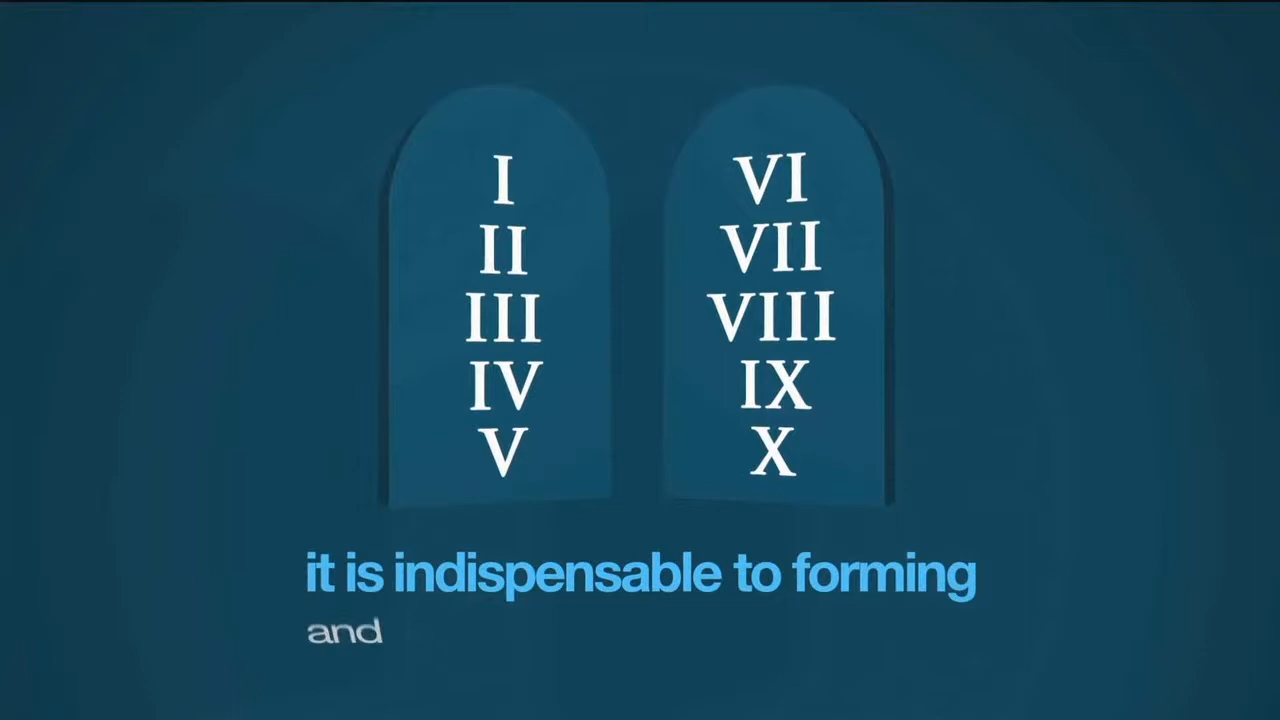 I
II
III
IV
V
VI
VII
VIII
IX
X
it is indispensable to forming
and